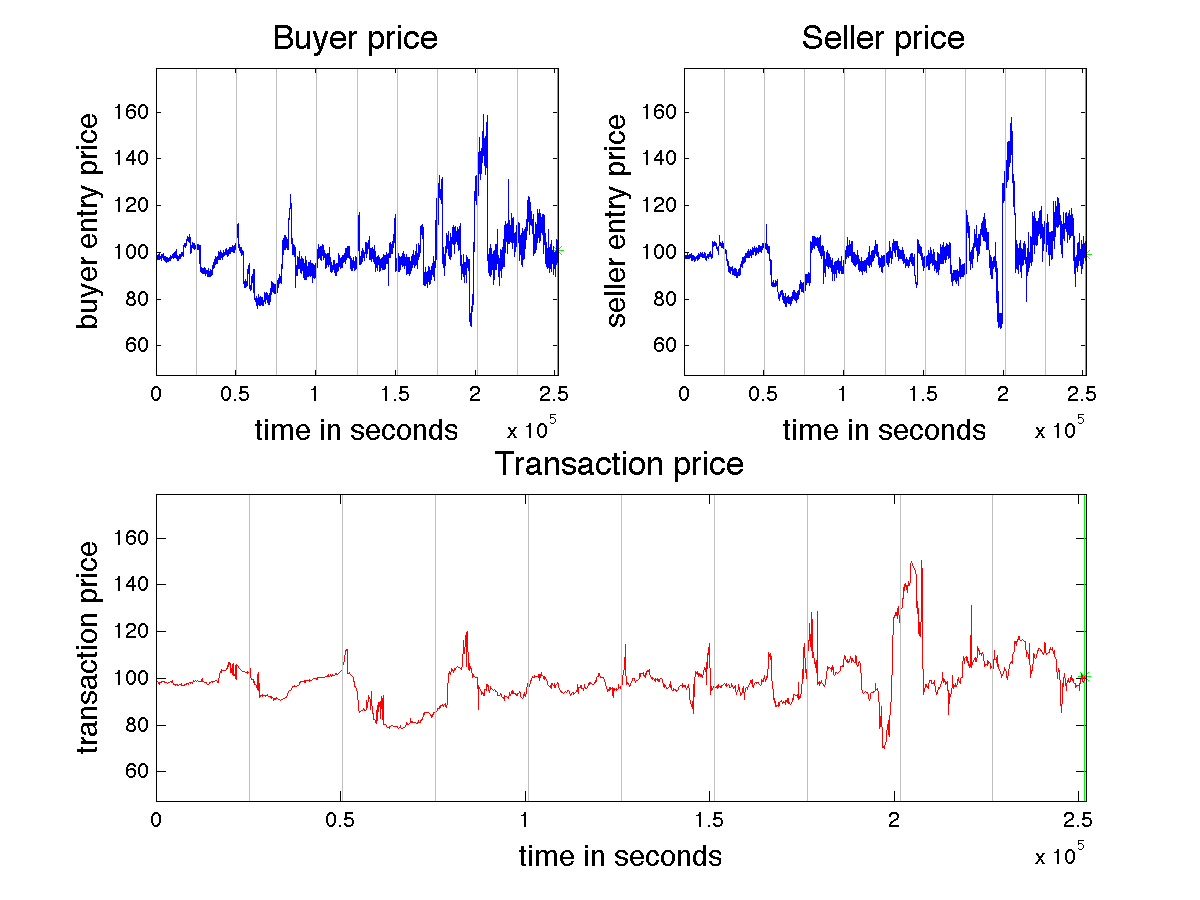 Buyer price
buyer entry price
160
140
120
100
80
60
0 0.5 1 1.5 2 2.5
time in seconds
x 10^5
Seller price
seller entry price
160
140
120
100
80
60
0 0.5 1 1.5 2 2.5
time in seconds
x 10^5
Transaction price
transaction price
160
140
120
100
80
60
0 0.5 1 1.5 2 2.5
time in seconds
x 10^5